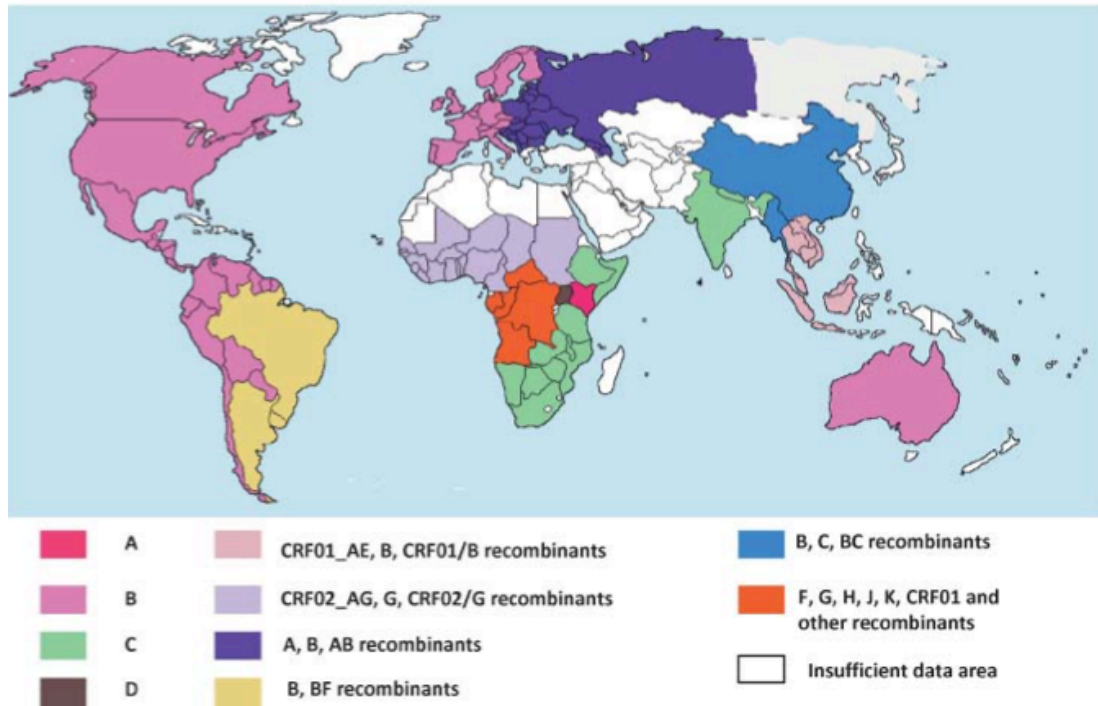 A
B
C
D
CRF01_AE, B, CRF01/B recombinants
CRF02_AG, G, CRF02/G recombinants
A, B, AB recombinants
B, BF recombinants
B, C, BC recombinants
F, G, H, J, K, CRF01 and
other recombinants
Insufficient data area